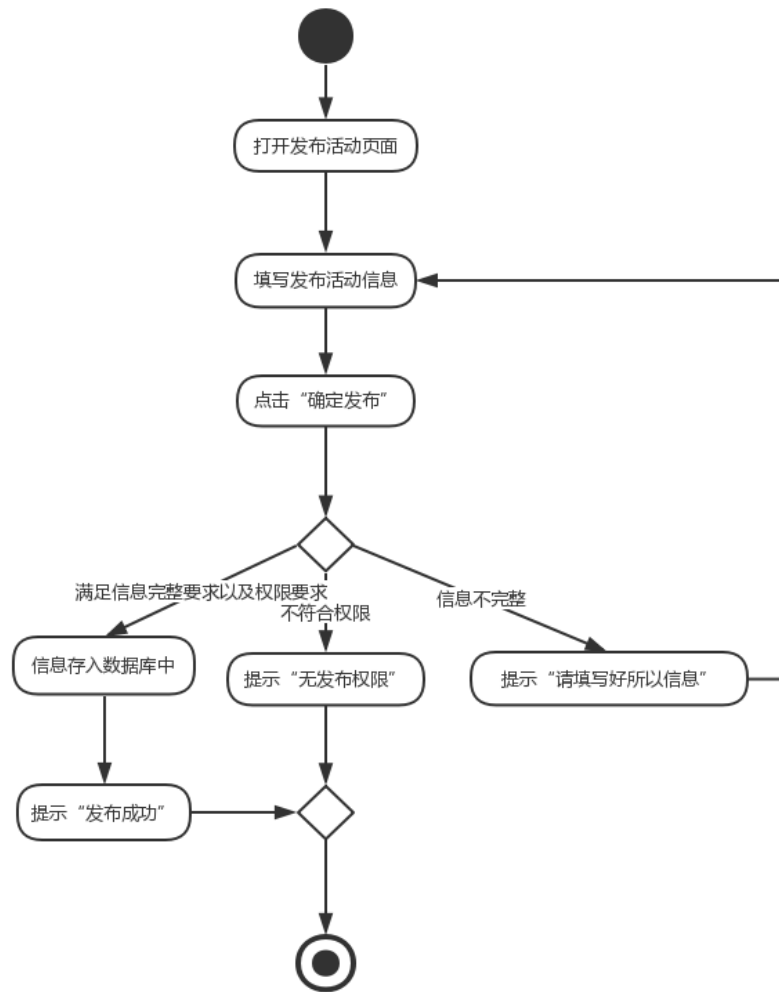 打开发布活动页面
填写发布活动信息
点击“确定发布”
满足信息完整要求以及权限要求
不符合权限
信息不完整
信息存入数据库中
提示“无发布权限”
提示“请填写好所以信息”
提示“发布成功”